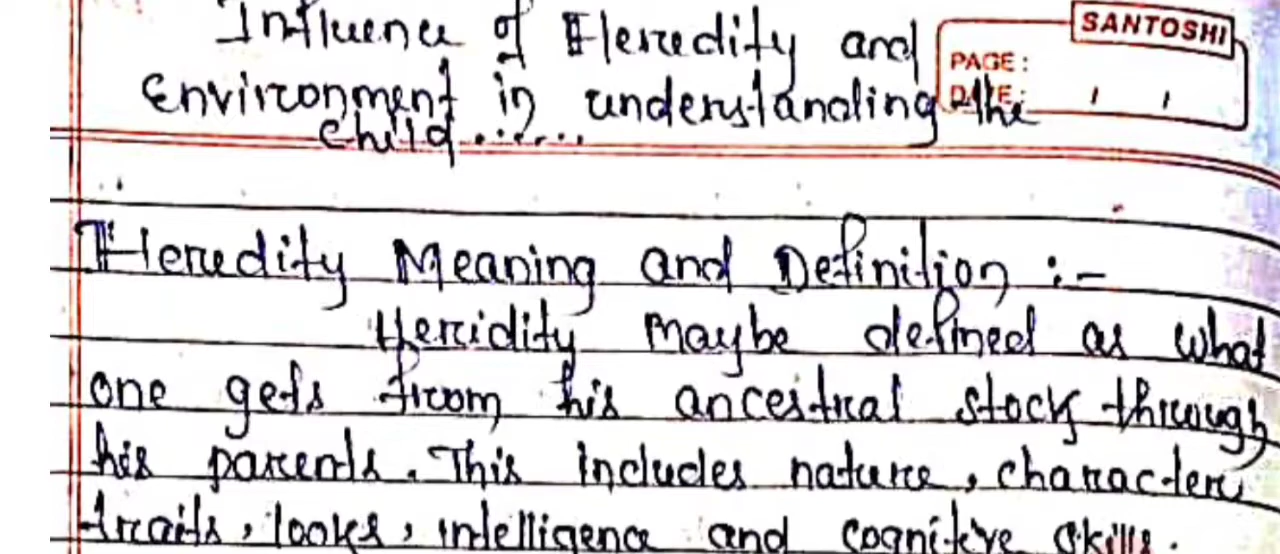 Influence of Heredity and
SANTOSHI
PAGE:
Environment in understanding the
DATE: / /
child.......
Heredity Meaning and Definition :-
Heridity maybe defined as what
one gets from his ancestral stock through
his parents. This includes nature, character
traits, looks, intelligence and cognitive skills.